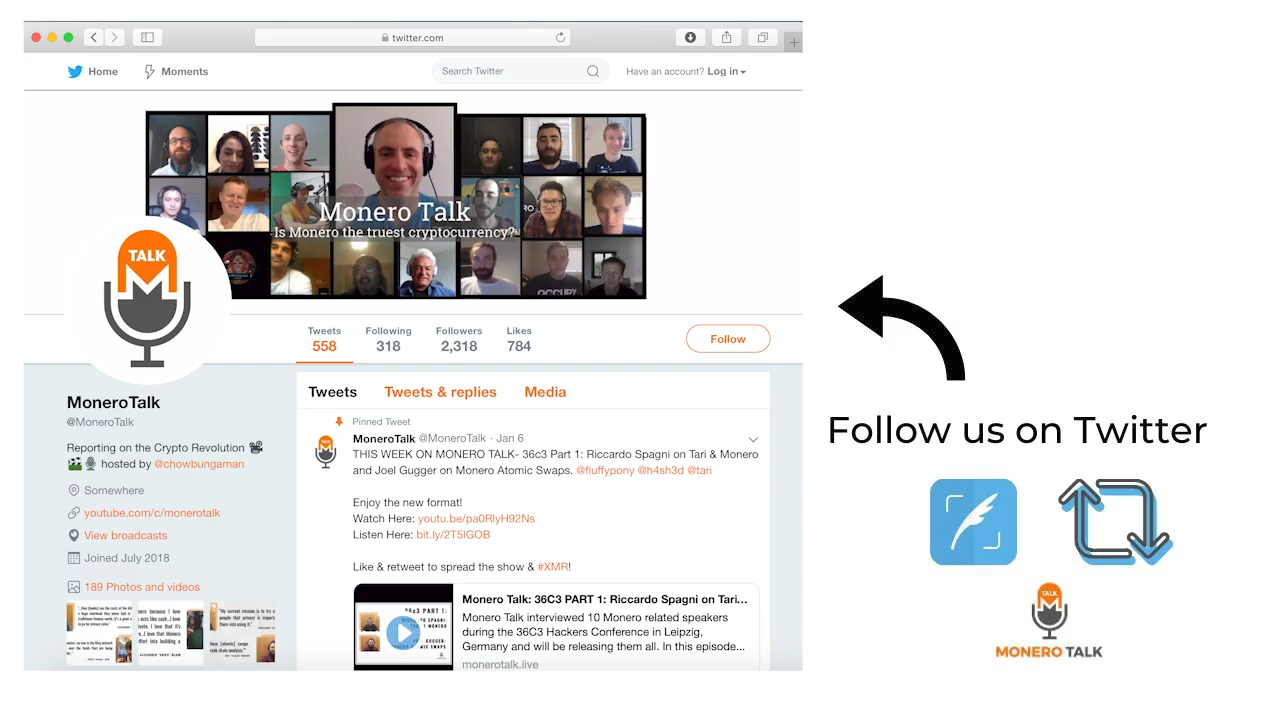 twitter.com
Home
Moments
Search Twitter
Have an account? Log in
Monero Talk
Is Monero the truest cryptocurrency?
TALK
Tweets
558
Following
318
Followers
2,318
Likes
784
Follow
MoneroTalk
@MoneroTalk
Reporting on the Crypto Revolution
hosted by @chowbungaman
Somewhere
youtube.com/c/monerotalk
View broadcasts
Joined July 2018
189 Photos and videos
Tweets
Tweets & replies
Media
Pinned Tweet
MoneroTalk @MoneroTalk · Jan 6
THIS WEEK ON MONERO TALK- 36c3 Part 1: Riccardo Spagni on Tari & Monero
and Joel Gugger on Monero Atomic Swaps. @fluffypony @h4sh3d @tari
Enjoy the new format!
Watch Here: youtu.be/pa0RlyH92Ns
Listen Here: bit.ly/2T5IGOB
Like & retweet to spread the show & #XMR!
Monero Talk: 36C3 PART 1: Riccardo Spagni on Tari...
Monero Talk interviewed 10 Monero related speakers
during the 36C3 Hackers Conference in Leipzig,
Germany and will be releasing them all. In this episode...
monerotalk.live
Follow us on Twitter
TALK
MONERO TALK